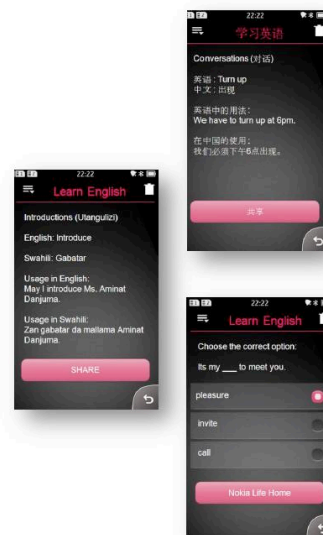 22:22
Learn English
Introductions (Utangulizi)
English: Introduce
Swahili: Gabatar
Usage in English:
May I introduce Ms. Aminat
Danjuma.
Usage in Swahili:
Zan gabatar da mallama Aminat
Danjuma.
SHARE
22:22
学习英语
Conversations (对话)
英语 : Turn up
中文 : 出现
英语中的用法:
We have to turn up at 6pm.
在中国的使用:
我们必须下午6点出现。
共享
22:22
Learn English
Choose the correct option:
Its my ___ to meet you.
pleasure
invite
call
Nokia Life Home